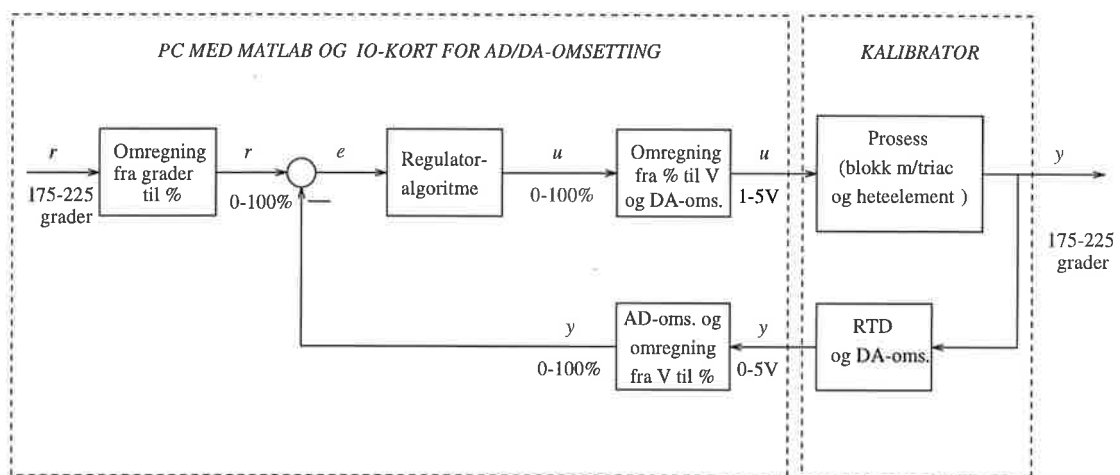 PC MED MATLAB OG IO-KORT FOR AD/DA-OMSETTING
KALIBRATOR
r
175-225
grader
Omregning
fra grader
til %
r
0-100%
e
Regulator-
algoritme
u
0-100%
Omregning
fra % til V
og DA-oms.
u
1-5V
Prosess
(blokk m/triac
og heteelement )
y
175-225
grader
RTD
og DA-oms.
y
0-5V
AD-oms. og
omregning
fra V til %
y
0-100%
—